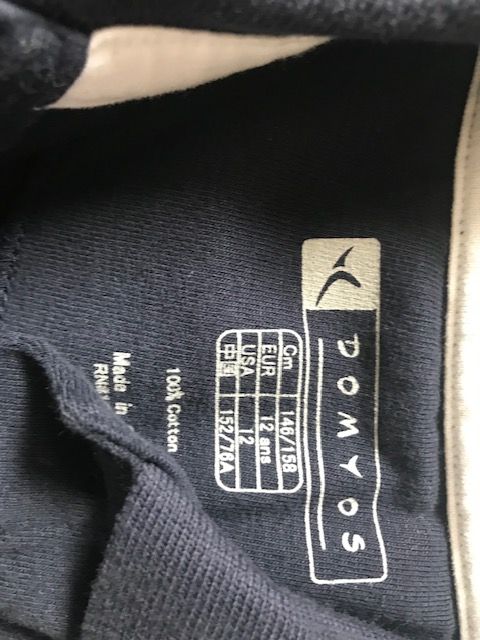 DOMYOS
Cm 146/158
EUR 12 ans
USA 12
中国 152/76A
100% Cotton
Made in